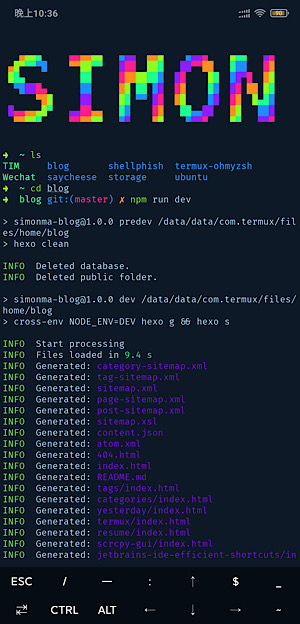 晚上10:36
SIMON
➜ ~ ls
TIM blog shellphish termux-ohmyzsh
Wechat saycheese storage ubuntu
➜ ~ cd blog
➜ blog git:(master) ✗ npm run dev
> simonma-blog@1.0.0 predev /data/data/com.termux/fil
es/home/blog
> hexo clean
INFO Deleted database.
INFO Deleted public folder.
> simonma-blog@1.0.0 dev /data/data/com.termux/files/
home/blog
> cross-env NODE_ENV=DEV hexo g && hexo s
INFO Start processing
INFO Files loaded in 9.4 s
INFO Generated: category-sitemap.xml
INFO Generated: tag-sitemap.xml
INFO Generated: sitemap.xml
INFO Generated: page-sitemap.xml
INFO Generated: post-sitemap.xml
INFO Generated: sitemap.xsl
INFO Generated: content.json
INFO Generated: atom.xml
INFO Generated: 404.html
INFO Generated: index.html
INFO Generated: README.md
INFO Generated: tags/index.html
INFO Generated: categories/index.html
INFO Generated: yesterday/index.html
INFO Generated: termux/index.html
INFO Generated: resume/index.html
INFO Generated: scrcpy-gui/index.html
INFO Generated: jetbrains-ide-efficient-shortcuts/in
ESC / — : ↑ $ _
↹ CTRL ALT ← ↓ → ~